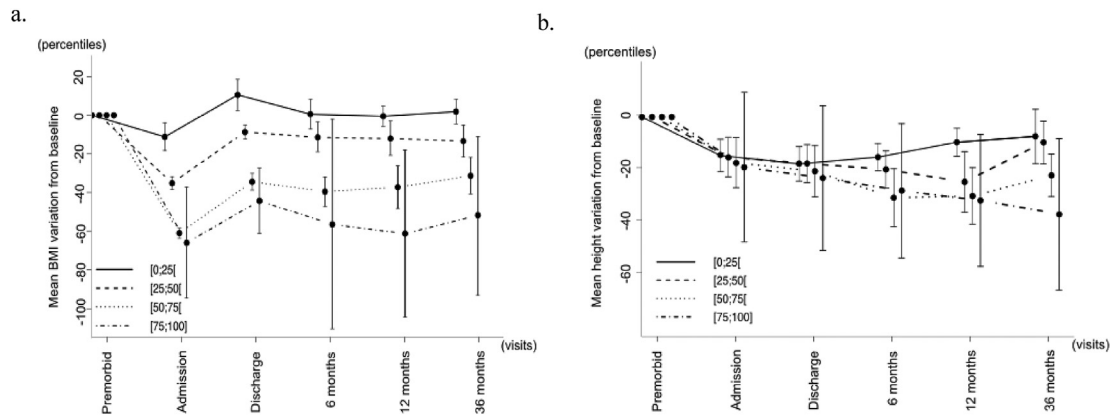 a.
(percentiles)
Mean BMI variation from baseline
20
0
-20
-40
-60
-80
-100
[0;25[
[25;50[
[50;75[
[75;100]
Premorbid
Admission
Discharge
6 months
12 months
36 months
(visits)
b.
(percentiles)
Mean height variation from baseline
0
-20
-40
-60
[0;25[
[25;50[
[50;75[
[75;100]
Premorbid
Admission
Discharge
6 months
12 months
36 months
(visits)